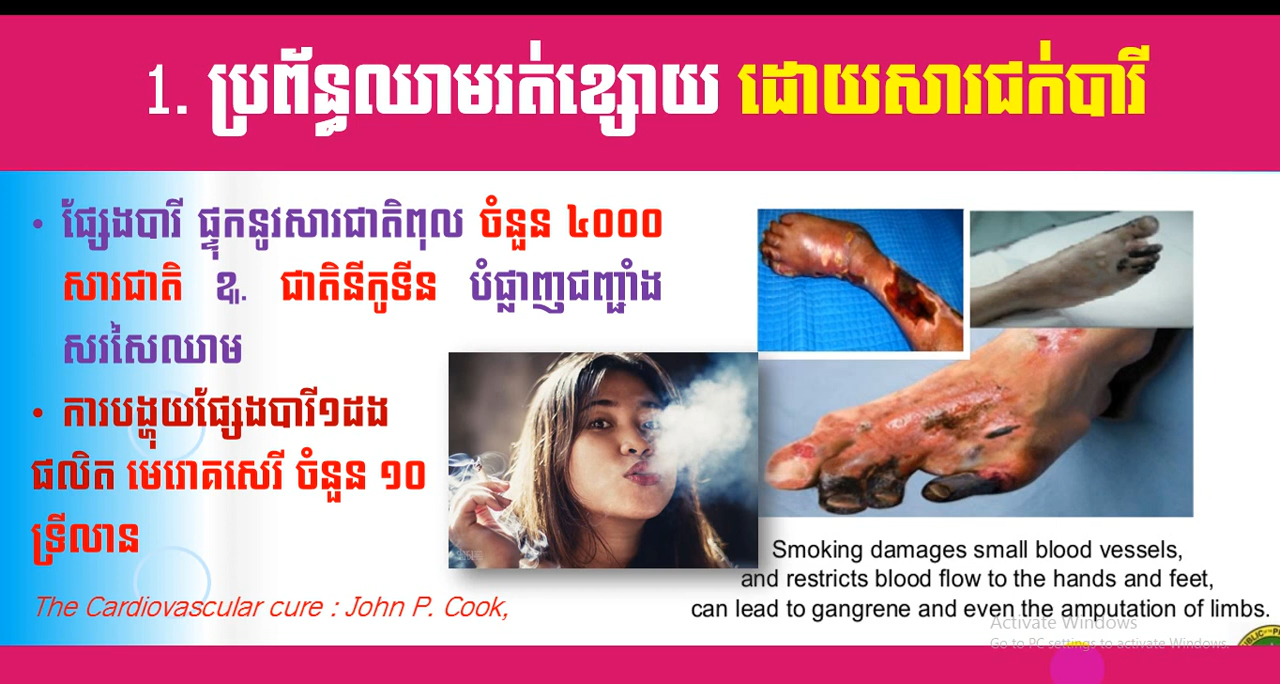 1. ប្រព័ន្ធឈាមរត់ខ្សោយ ដោយសារជក់បារី
• ផ្សែងបារី ផ្ទុកនូវសារជាតិពុល ចំនួន ៤០០០
សារជាតិ ឧ. ជាតិនីកូទីន បំផ្លាញជញ្ជាំង
សរសៃឈាម
• ការបង្ហុយផ្សែងបារី១ដង
ផលិត មេរោគសេរី ចំនួន ១០
ទ្រីលាន
The Cardiovascular cure : John P. Cook,
Smoking damages small blood vessels,
and restricts blood flow to the hands and feet,
can lead to gangrene and even the amputation of limbs.
Activate Windows
Go to PC settings to activate Windows.